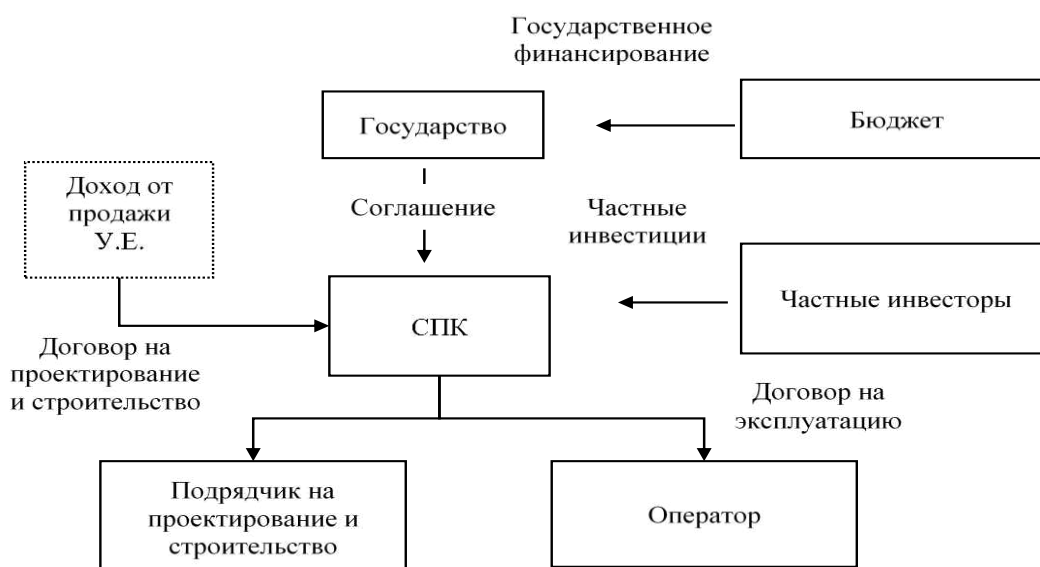 Государственное
финансирование
Государство
Бюджет
Доход от
продажи
У.Е.
Соглашение
Частные
инвестиции
СПК
Частные инвесторы
Договор на
проектирование
и строительство
Договор на
эксплуатацию
Подрядчик на
проектирование и
строительство
Оператор